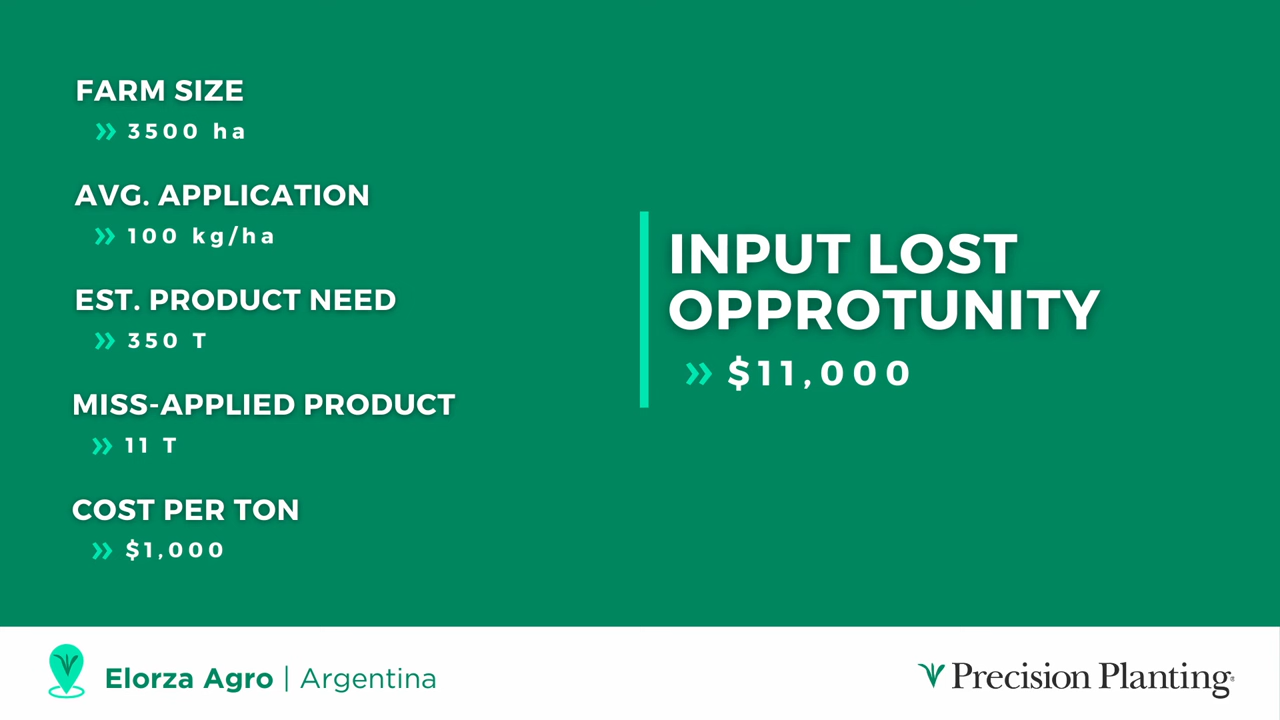 FARM SIZE
3500 ha
AVG. APPLICATION
100 kg/ha
EST. PRODUCT NEED
350 T
MISS-APPLIED PRODUCT
11 T
COST PER TON
$1,000
INPUT LOST
OPPROTUNITY
$11,000
Elorza Agro | Argentina
Precision Planting®